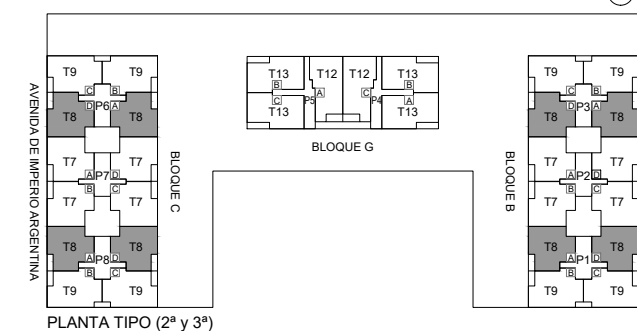 T9 T9 T13 T12 T12 T13 T9 T9
C C B B C C
D P6 A P5 A C P4 D P3 A
T8 T8 C T13 A T13 T8 T8
AVENIDA DE IMPERIO ARGENTINA
BLOQUE C
BLOQUE G
BLOQUE B
T7 T7 T7 T7
A P7 D A P2 D
B C B C
T7 T7 T7 T7
T8 T8 T8 T8
A P8 D A P1 D
B C B C
T9 T9 T9 T9
PLANTA TIPO (2ª y 3ª)